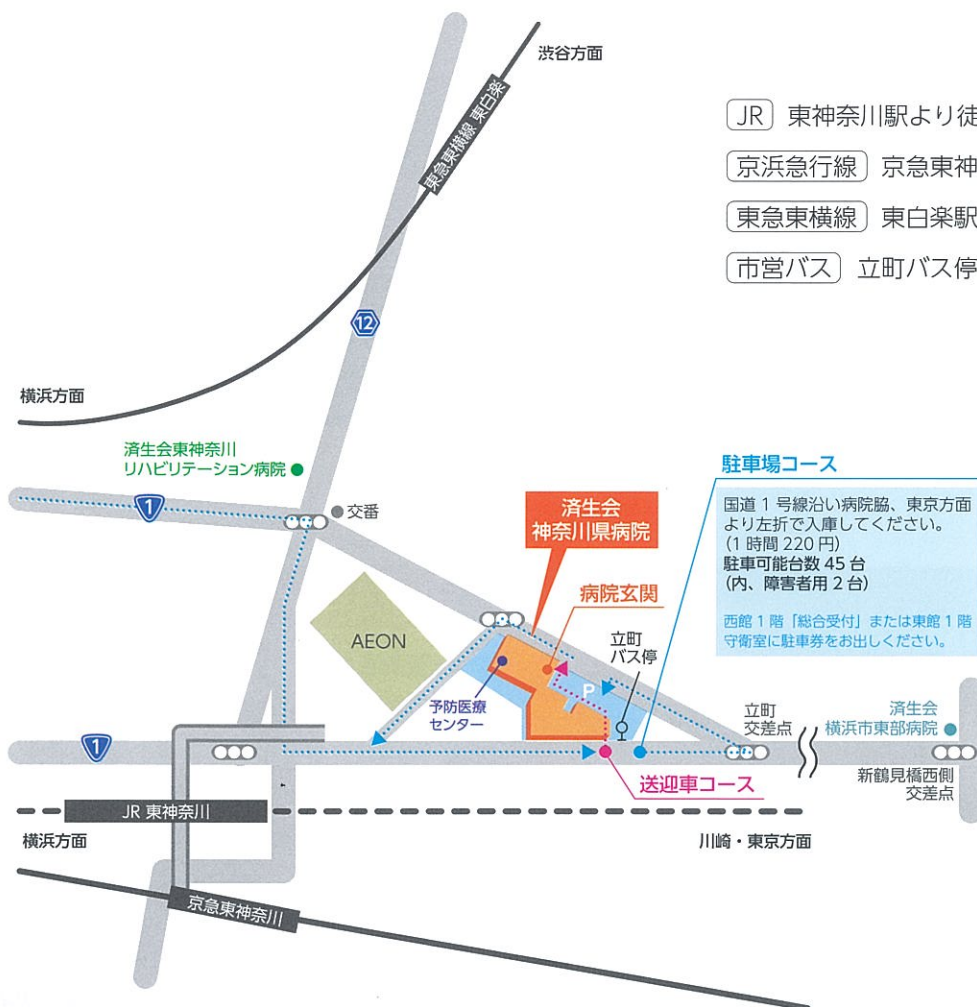 渋谷方面
東急東横線 東白楽
JR 東神奈川駅より徒
京浜急行線 京急東神
東急東横線 東白楽駅
市営バス 立町バス停
12
横浜方面
済生会東神奈川
リハビリテーション病院
1
交番
済生会
神奈川県病院
病院玄関
駐車場コース
国道1号線沿い病院脇、東京方面
より左折で入庫してください。
(1時間220円)
駐車可能台数45台
(内、障害者用2台)
西館1階「総合受付」または東館1階
守衛室に駐車券をお出しください。
AEON
立町
バス停
P
予防医療
センター
立町
交差点
済生会
横浜市東部病院
1
新鶴見橋西側
交差点
送迎車コース
JR 東神奈川
横浜方面
川崎・東京方面
京急東神奈川